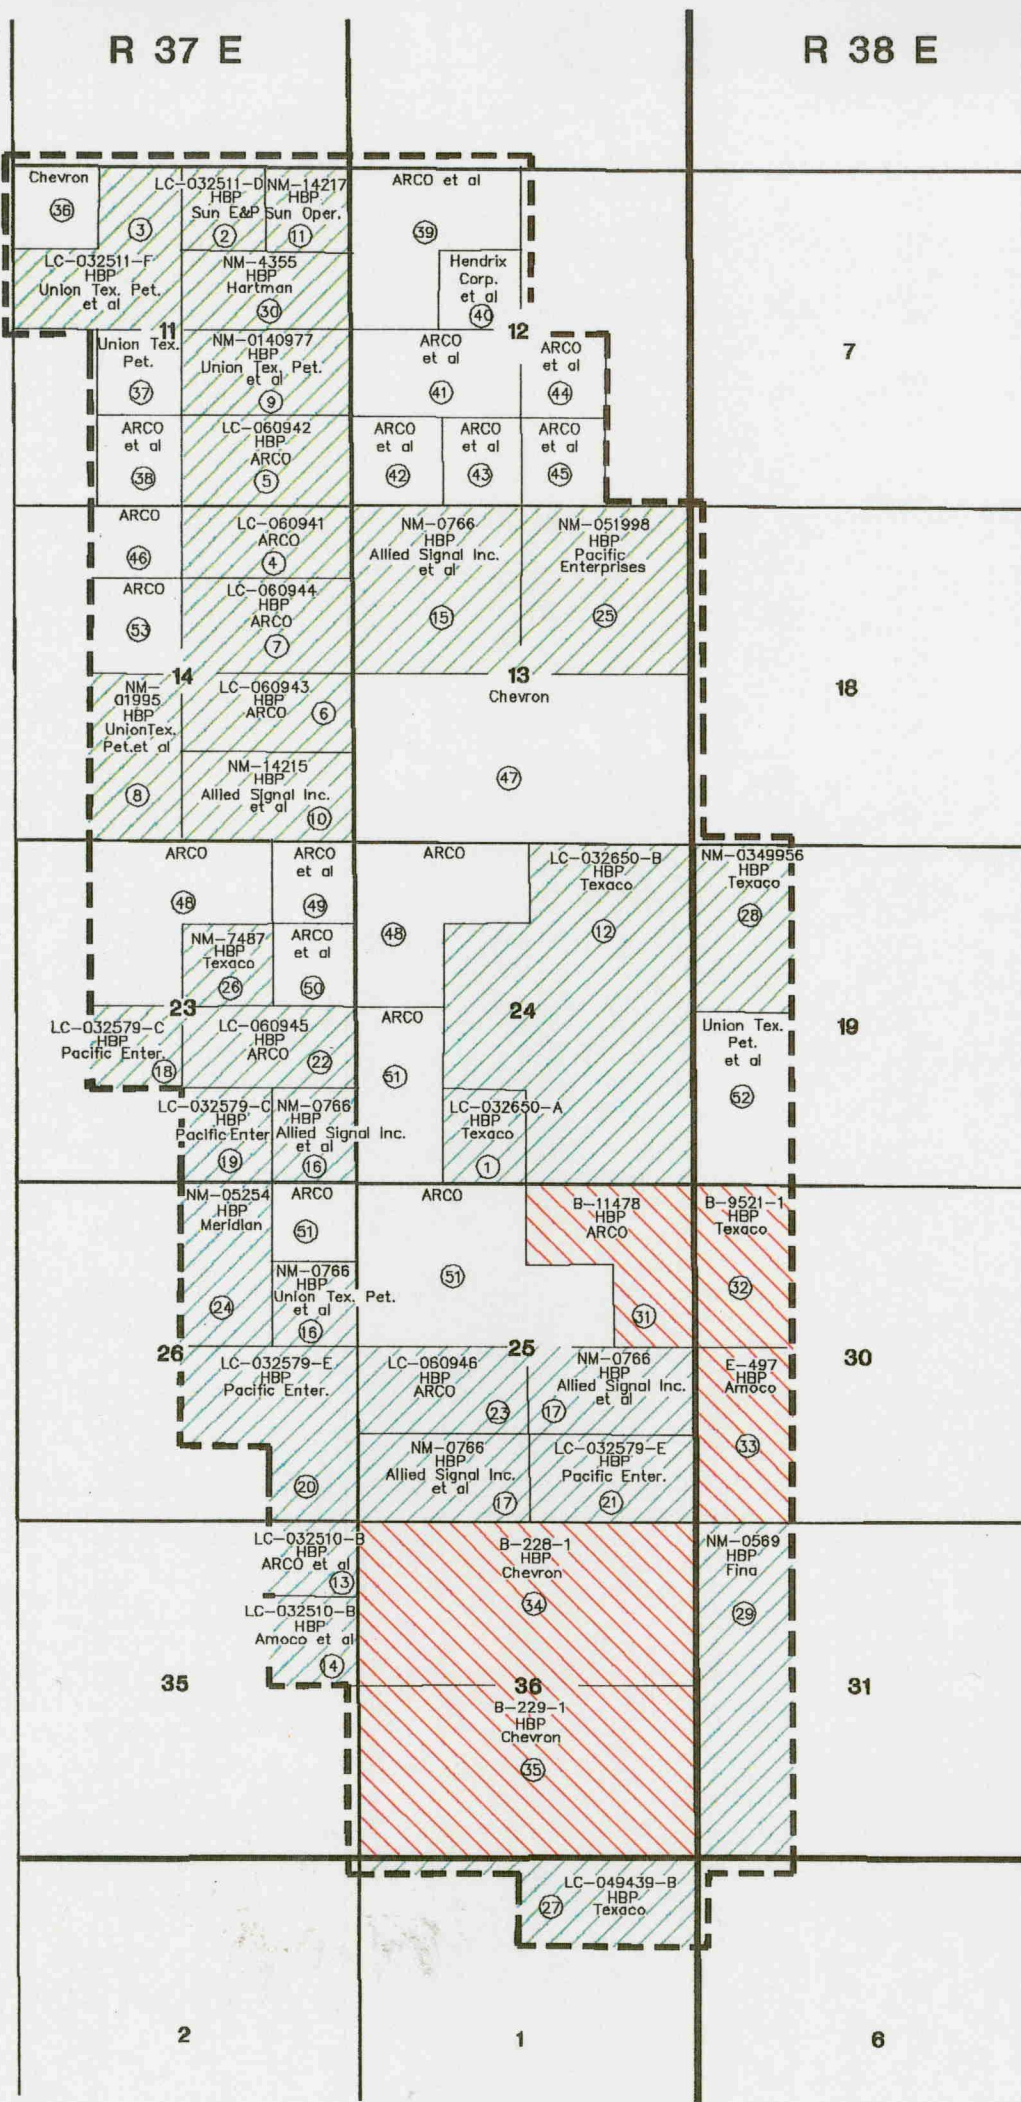 R 37 E
R 38 E
Chevron
36
3
LC-032511-D
HBP
Sun E&P
2
NM-14217
HBP
Sun Oper.
11
ARCO et al
39
LC-032511-F
HBP
Union Tex. Pet.
et al
NM-4355
HBP
Hartman
30
Hendrix
Corp.
et al
40
11
12
7
Union Tex.
Pet.
37
NM-0140977
HBP
Union Tex. Pet.
et al
9
ARCO
et al
41
ARCO
et al
44
ARCO
et al
38
LC-060942
HBP
ARCO
5
ARCO
et al
42
ARCO
et al
43
ARCO
et al
45
ARCO
46
LC-060941
ARCO
4
NM-0766
HBP
Allied Signal Inc.
et al
15
NM-051998
HBP
Pacific
Enterprises
25
ARCO
53
LC-060944
HBP
ARCO
7
14
13
18
NM-
01995
HBP
UnionTex.
Pet.et al
8
LC-060943
HBP
ARCO
6
Chevron
47
NM-14215
HBP
Allied Signal Inc.
et al
10
ARCO
48
ARCO
et al
49
ARCO
48
LC-032650-B
HBP
Texaco
12
NM-0349956
HBP
Texaco
28
NM-7487
HBP
Texaco
26
ARCO
et al
50
23
24
19
LC-032579-C
HBP
Pacific Enter.
18
LC-060945
HBP
ARCO
22
ARCO
51
Union Tex.
Pet.
et al
52
LC-032579-C
HBP
Pacific Enter
19
NM-0766
HBP
Allied Signal Inc.
et al
16
LC-032650-A
HBP
Texaco
1
NM-05254
HBP
Meridian
24
ARCO
51
ARCO
51
B-11478
HBP
ARCO
31
B-9521-1
HBP
Texaco
32
NM-0766
HBP
Union Tex. Pet.
et al
16
26
25
30
LC-032579-E
HBP
Pacific Enter.
20
LC-060946
HBP
ARCO
23
NM-0766
HBP
Allied Signal Inc.
et al
17
E-497
HBP
Amoco
33
NM-0766
HBP
Allied Signal Inc.
et al
17
LC-032579-E
HBP
Pacific Enter.
21
LC-032510-B
HBP
ARCO et al
13
B-228-1
HBP
Chevron
34
NM-0569
HBP
Fina
29
LC-032510-B
HBP
Amoco et al
14
35
36
31
B-229-1
HBP
Chevron
35
LC-049439-B
HBP
Texaco
27
2
1
6